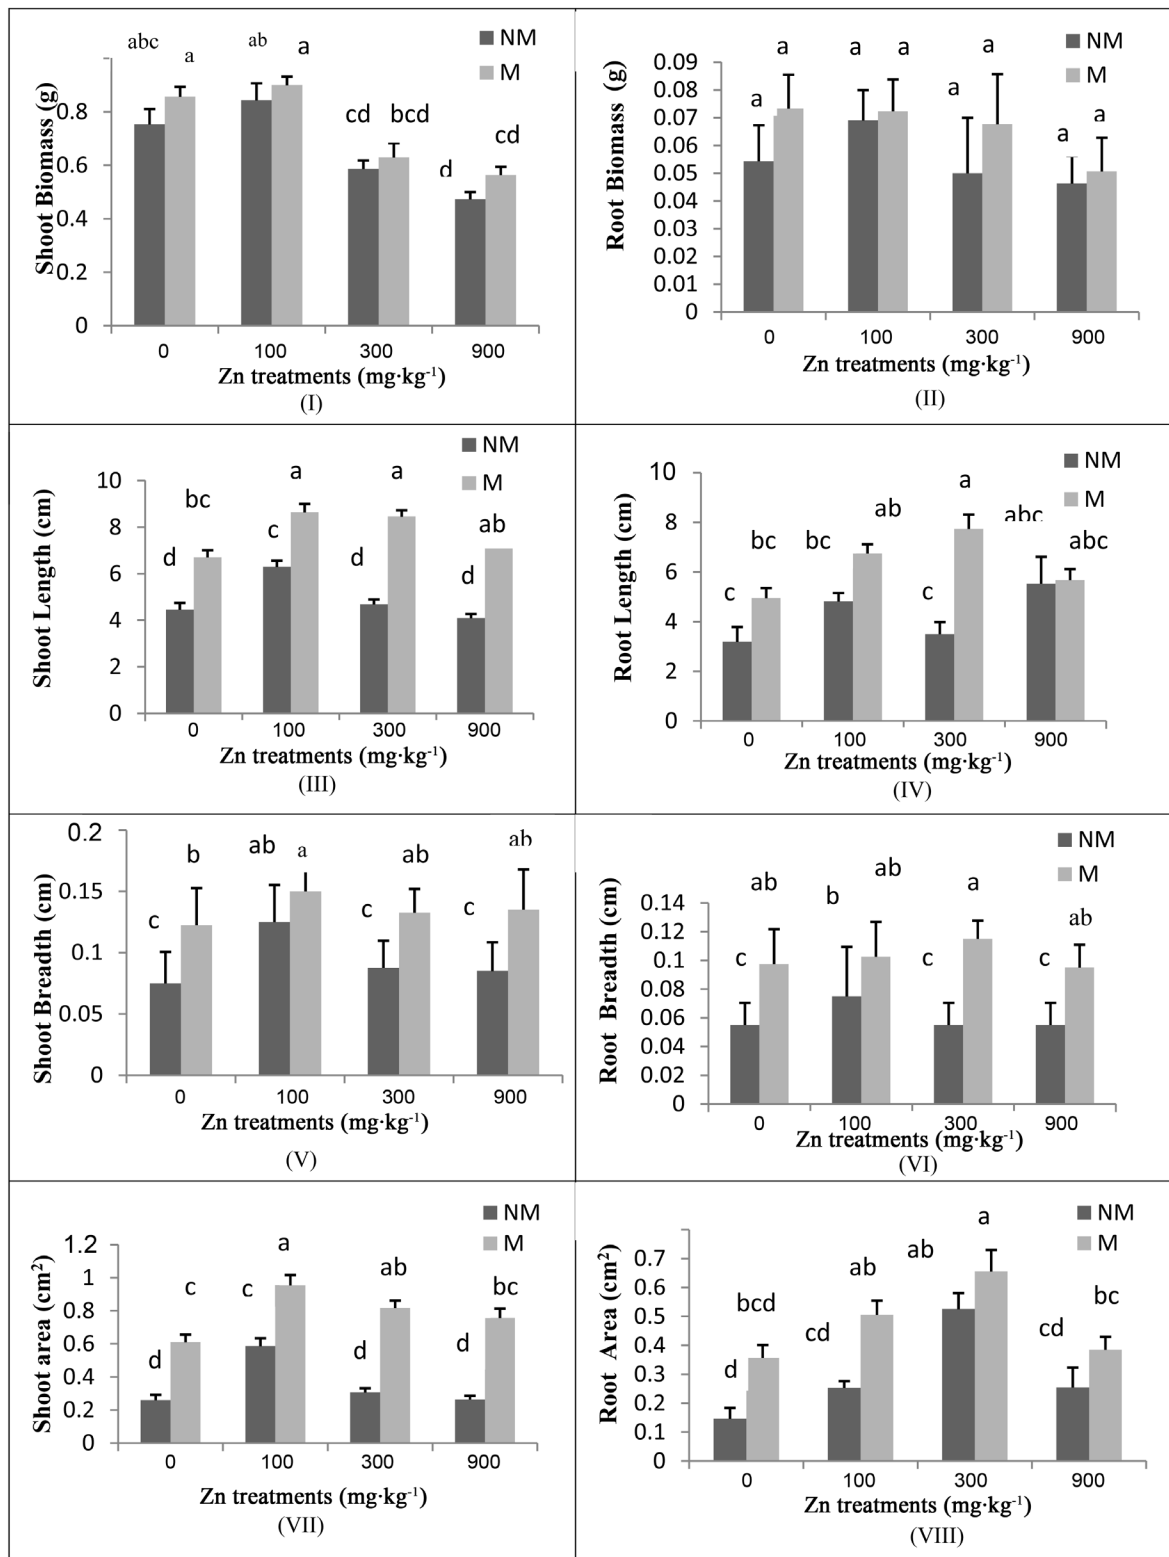 NM
M
abc a ab a cd bcd d cd
Shoot Biomass (g)
0.8
0.6
0.4
0.2
0
0 100 300 900
Zn treatments (mg·kg⁻¹)
(I)
NM
M
a a a a a a a a
Root Biomass (g)
0.09
0.08
0.07
0.06
0.05
0.04
0.03
0.02
0.01
0
0 100 300 900
Zn treatments (mg·kg⁻¹)
(II)
NM
M
d bc c a d a d ab
Shoot Length (cm)
10
8
6
4
2
0
0 100 300 900
Zn treatments (mg·kg⁻¹)
(III)
NM
M
c bc bc ab c a abc abc
Root Length (cm)
10
8
6
4
2
0
0 100 300 900
Zn treatments (mg·kg⁻¹)
(IV)
c b ab a c ab c ab
Shoot Breadth (cm)
0.2
0.15
0.1
0.05
0
0 100 300 900
Zn treatments (mg·kg⁻¹)
(V)
NM
M
c ab b ab c a c ab
Root Breadth (cm)
0.14
0.12
0.1
0.08
0.06
0.04
0.02
0
0 100 300 900
Zn treatments (mg·kg⁻¹)
(VI)
NM
M
d c c a d ab d bc
Shoot area (cm²)
1.2
1
0.8
0.6
0.4
0.2
0
0 100 300 900
Zn treatments (mg·kg⁻¹)
(VII)
NM
M
d bcd cd ab ab a cd bc
Root Area (cm²)
0.7
0.6
0.5
0.4
0.3
0.2
0.1
0
0 100 300 900
Zn treatments (mg·kg⁻¹)
(VIII)